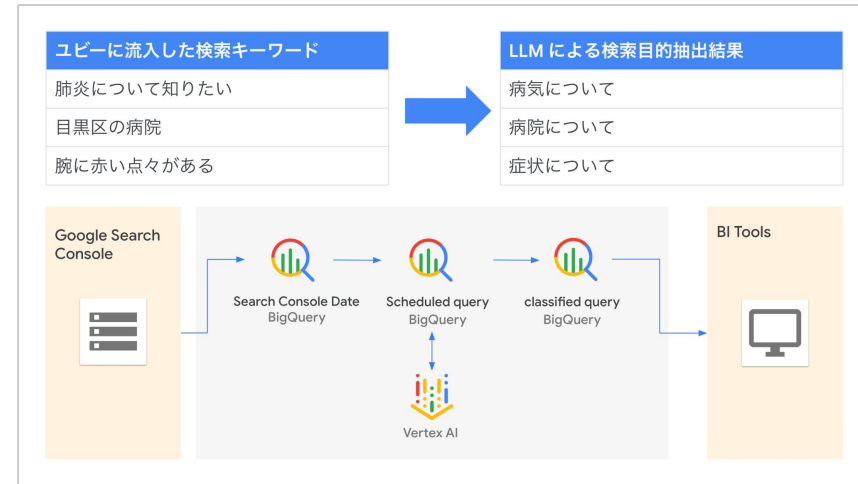 ユビーに流入した検索キーワード
LLM による検索目的抽出結果
肺炎について知りたい
病気について
目黒区の病院
病院について
腕に赤い点々がある
症状について
Google Search
Console
BI Tools
Search Console Date
BigQuery
Scheduled query
BigQuery
classified query
BigQuery
Vertex AI